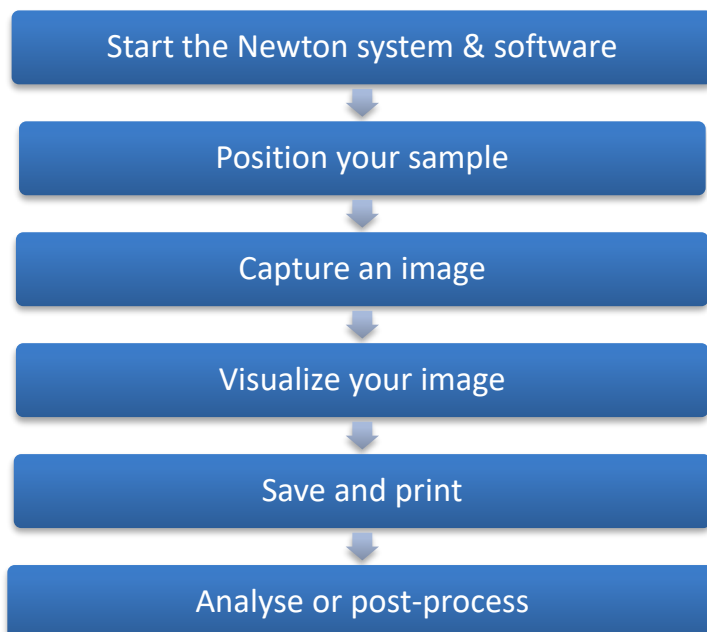 Start the Newton system & software
Position your sample
Capture an image
Visualize your image
Save and print
Analyse or post-process